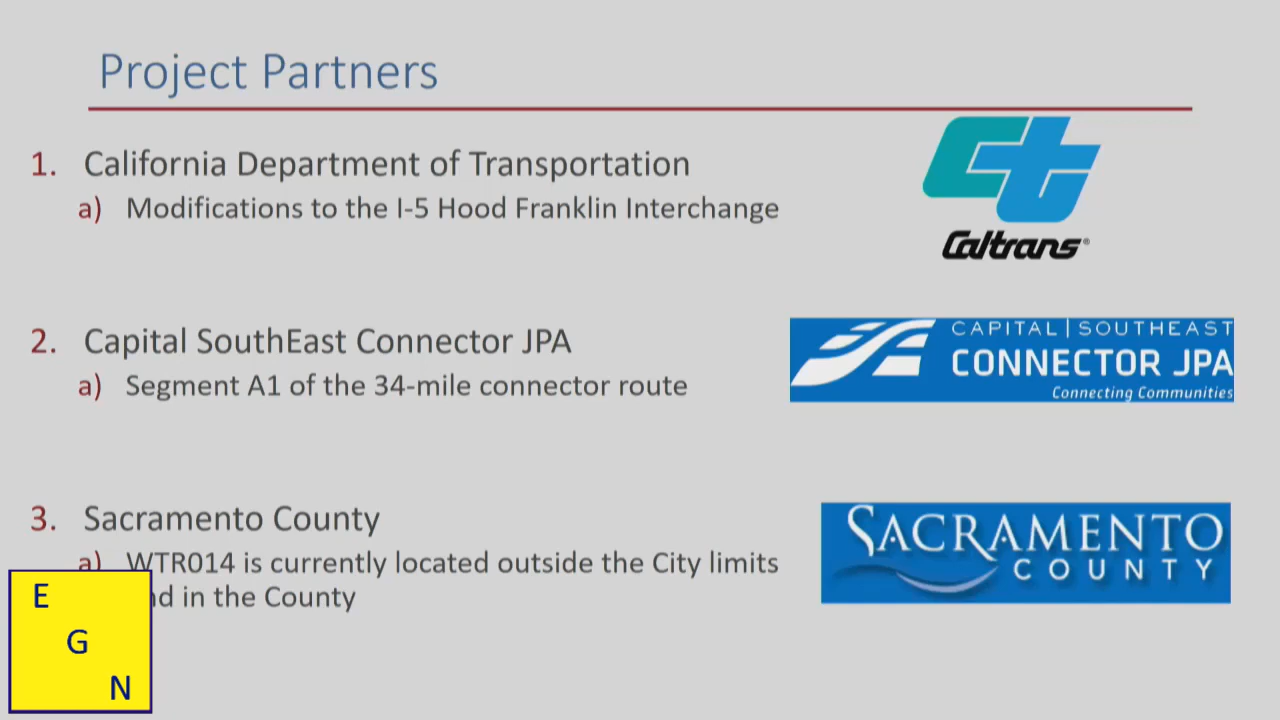 Project Partners
1. California Department of Transportation
a) Modifications to the I-5 Hood Franklin Interchange
Caltrans®
2. Capital SouthEast Connector JPA
a) Segment A1 of the 34-mile connector route
CAPITAL | SOUTHEAST
CONNECTOR JPA
Connecting Communities
3. Sacramento County
a) WTR014 is currently located outside the City limits
in the County
SACRAMENTO
COUNTY
E
G
N